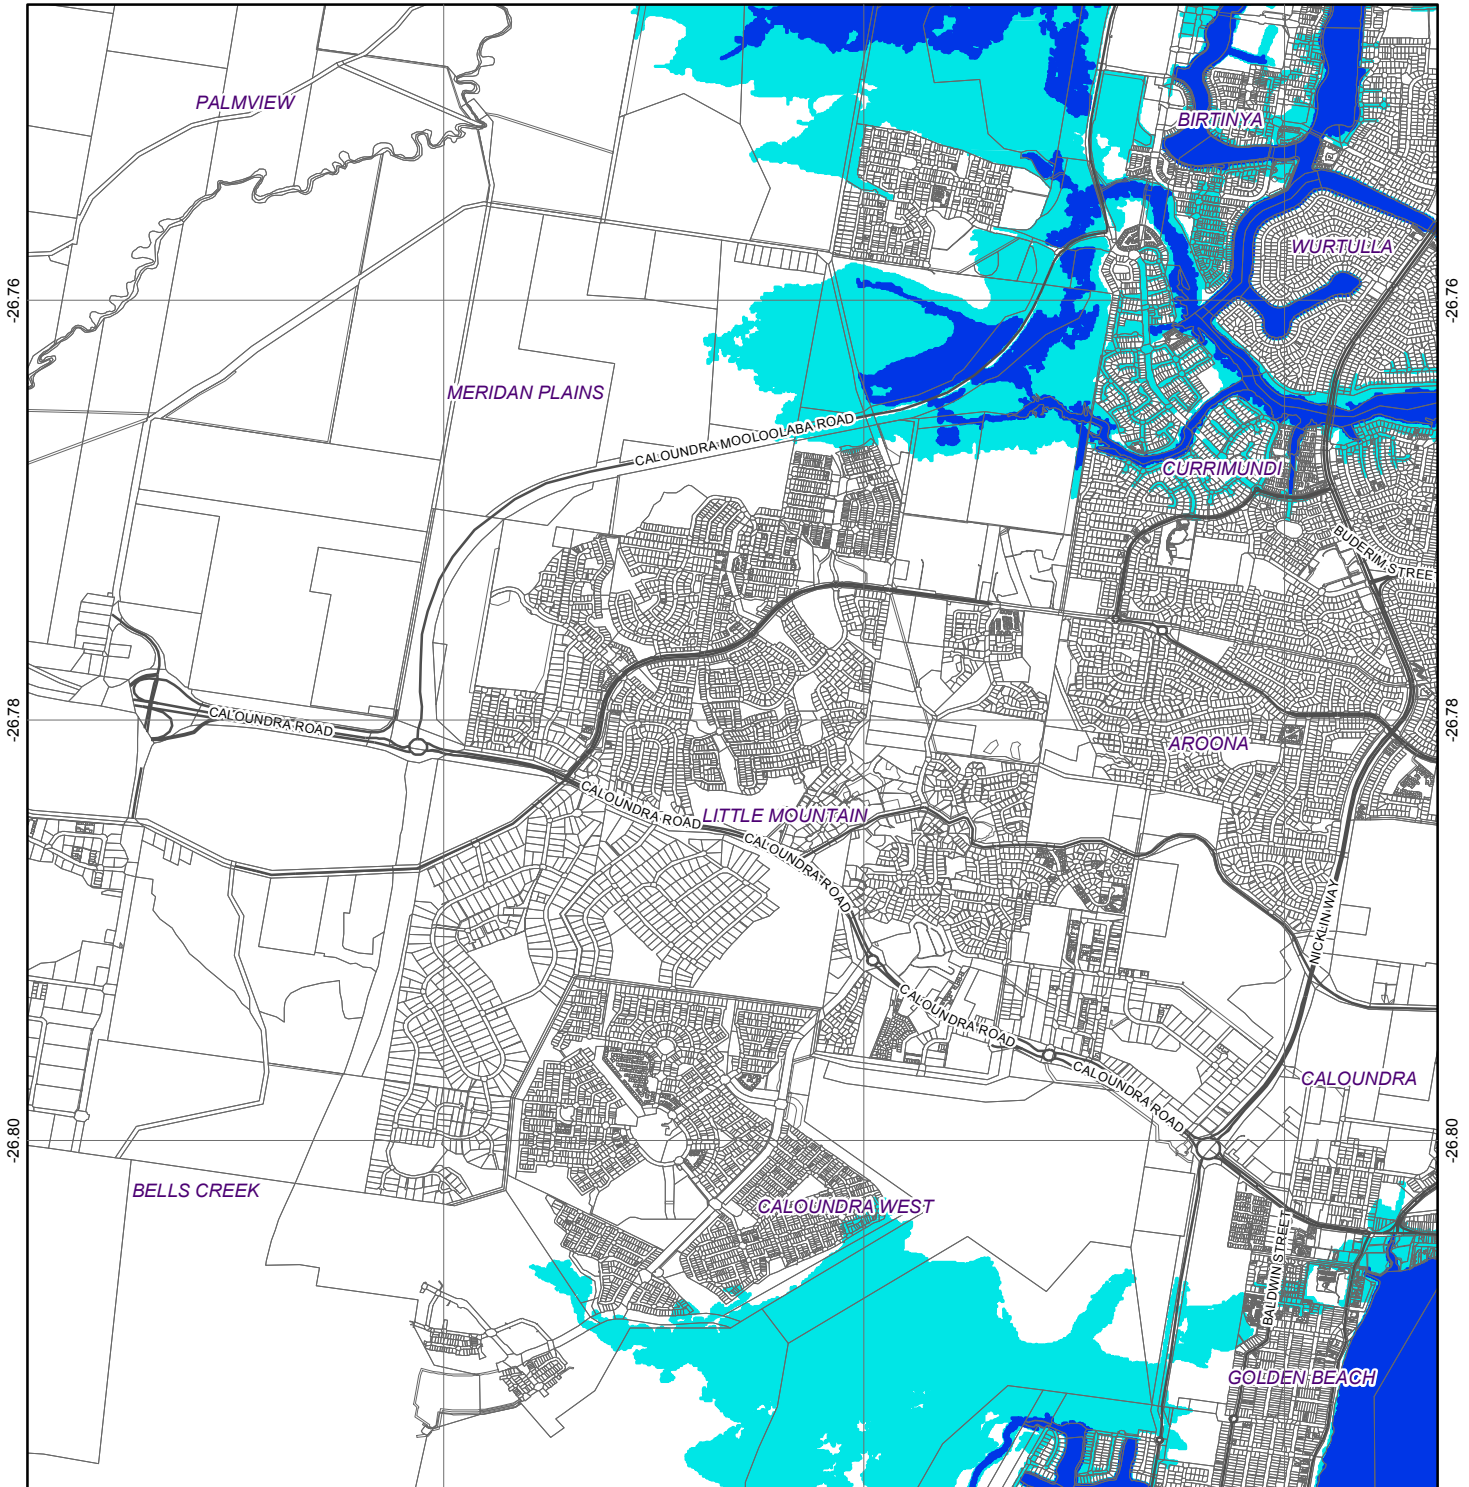 PALMVIEW
BIRTINYA
WURTULLA
-26.76
-26.76
MERIDAN PLAINS
CALOUNDRA MOOLOOLABA ROAD
CURRIMUNDI
BUDERIM STREE
CALOUNDRA ROAD
-26.78
-26.78
AROONA
CALOUNDRA ROAD
LITTLE MOUNTAIN
CALOUNDRA ROAD
NICKLIN WAY
CALOUNDRA ROAD
CALOUNDRA ROAD
CALOUNDRA
-26.80
-26.80
BELLS CREEK
CALOUNDRA WEST
BALDWIN STREET
GOLDEN BEACH